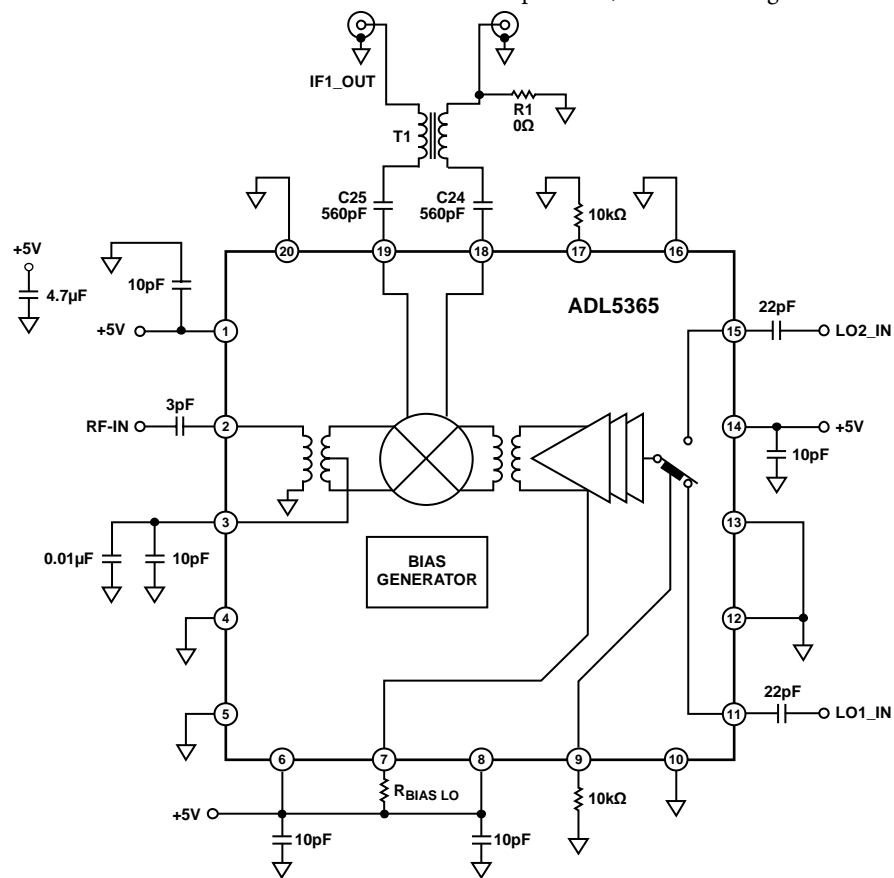 IF1_OUT
R1
0Ω
T1
C25
560pF
C24
560pF
10kΩ
20
19
18
17
16
+5V
4.7µF
10pF
+5V
1
ADL5365
22pF
15
LO2_IN
3pF
RF-IN
2
14
+5V
10pF
3
13
0.01µF
10pF
BIAS
GENERATOR
4
12
5
22pF
11
LO1_IN
6
7
8
9
10
RBIAS LO
10kΩ
+5V
10pF
10pF